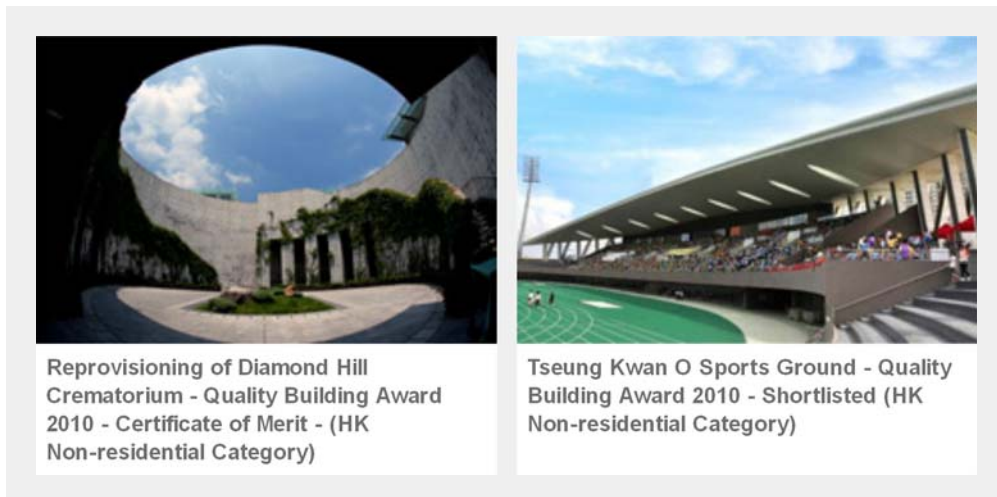 Reprovisioning of Diamond Hill
Crematorium - Quality Building Award
2010 - Certificate of Merit - (HK
Non-residential Category)
Tseung Kwan O Sports Ground - Quality
Building Award 2010 - Shortlisted (HK
Non-residential Category)